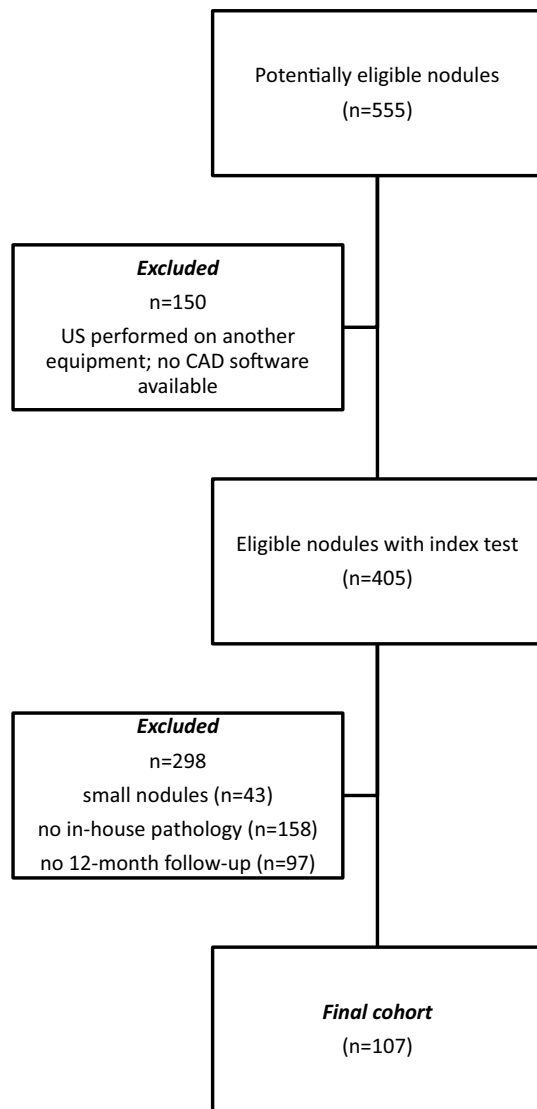 Potentially eligible nodules
(n=555)
Excluded
n=150
US performed on another
equipment; no CAD software
available
Eligible nodules with index test
(n=405)
Excluded
n=298
small nodules (n=43)
no in-house pathology (n=158)
no 12-month follow-up (n=97)
Final cohort
(n=107)